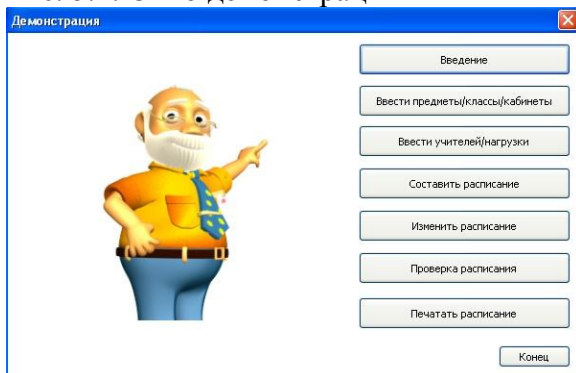 Демонстрация
Введение
Ввести предметы/классы/кабинеты
Ввести учителей/нагрузки
Составить расписание
Изменить расписание
Проверка расписания
Печатать расписание
Конец